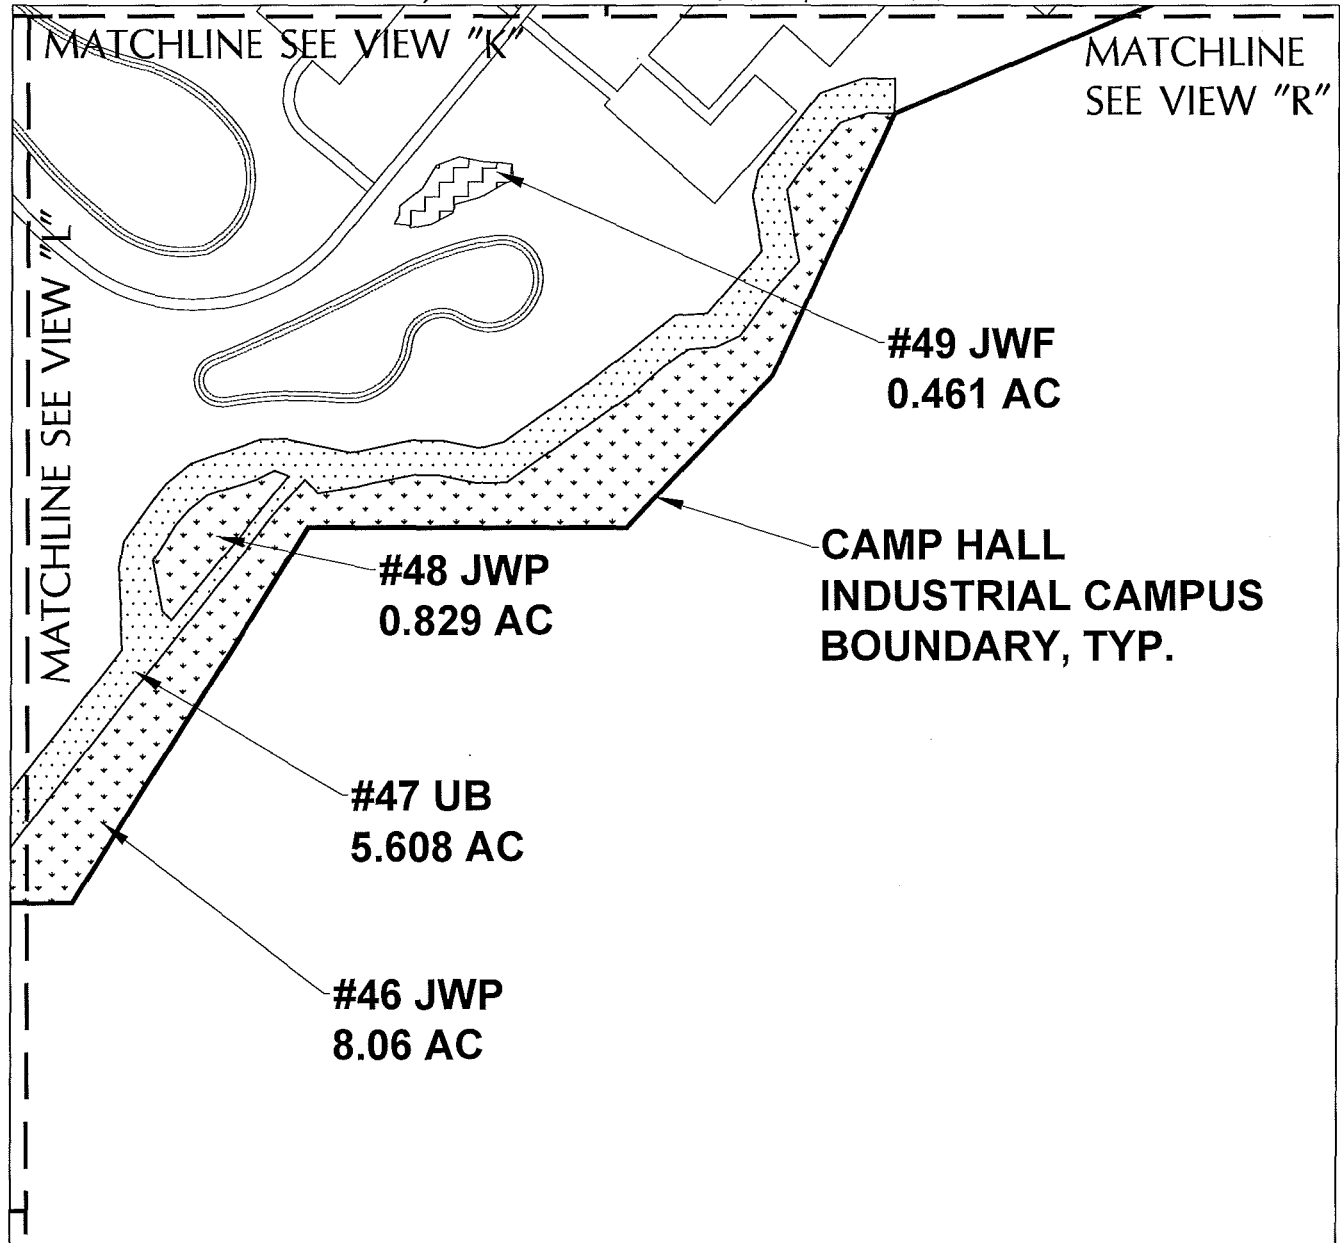 MATCHLINE SEE VIEW "K"
MATCHLINE
SEE VIEW "R"
MATCHLINE SEE VIEW "L"
#49 JWF
0.461 AC
CAMP HALL
INDUSTRIAL CAMPUS
BOUNDARY, TYP.
#48 JWP
0.829 AC
#47 UB
5.608 AC
#46 JWP
8.06 AC